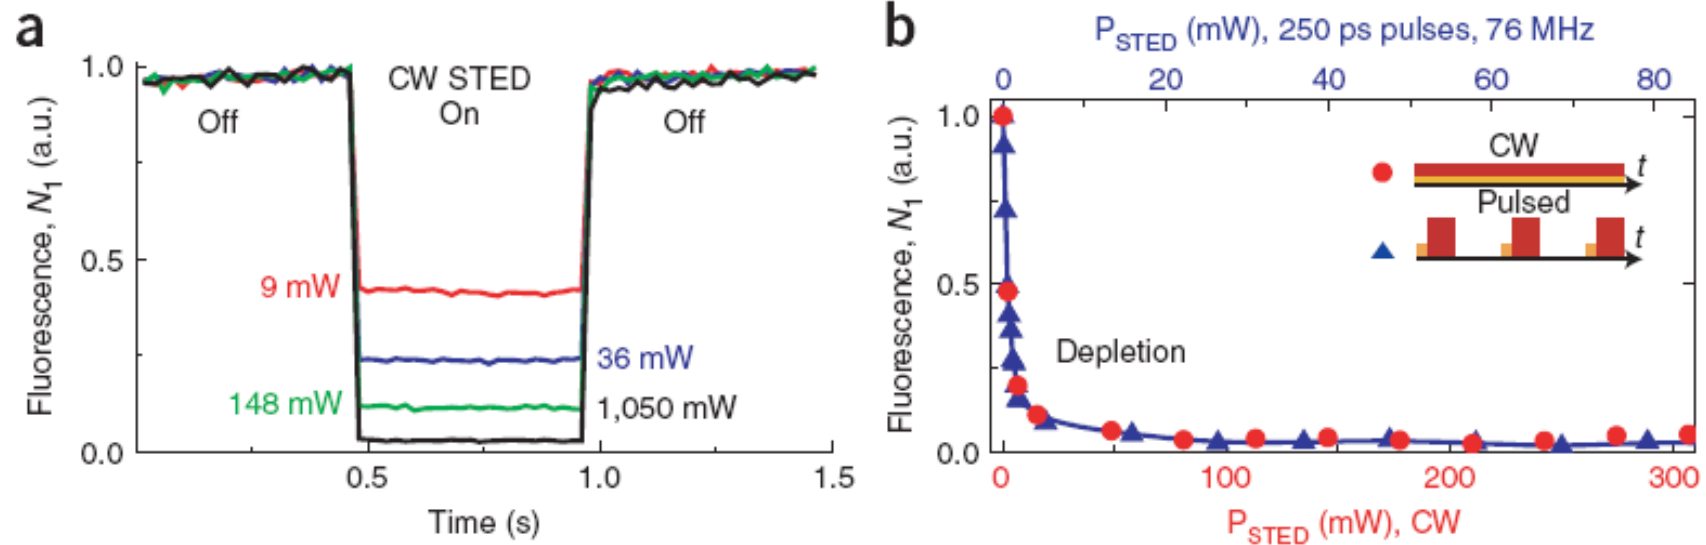 a
1.0
0.5
0.0
Fluorescence, N1 (a.u.)
Off
CW STED
On
Off
9 mW
36 mW
148 mW
1,050 mW
0.5
1.0
1.5
Time (s)
b
PSTED (mW), 250 ps pulses, 76 MHz
0
20
40
60
80
1.0
0.5
0.0
Fluorescence, N1 (a.u.)
CW
t
Pulsed
t
Depletion
0
100
200
300
PSTED (mW), CW